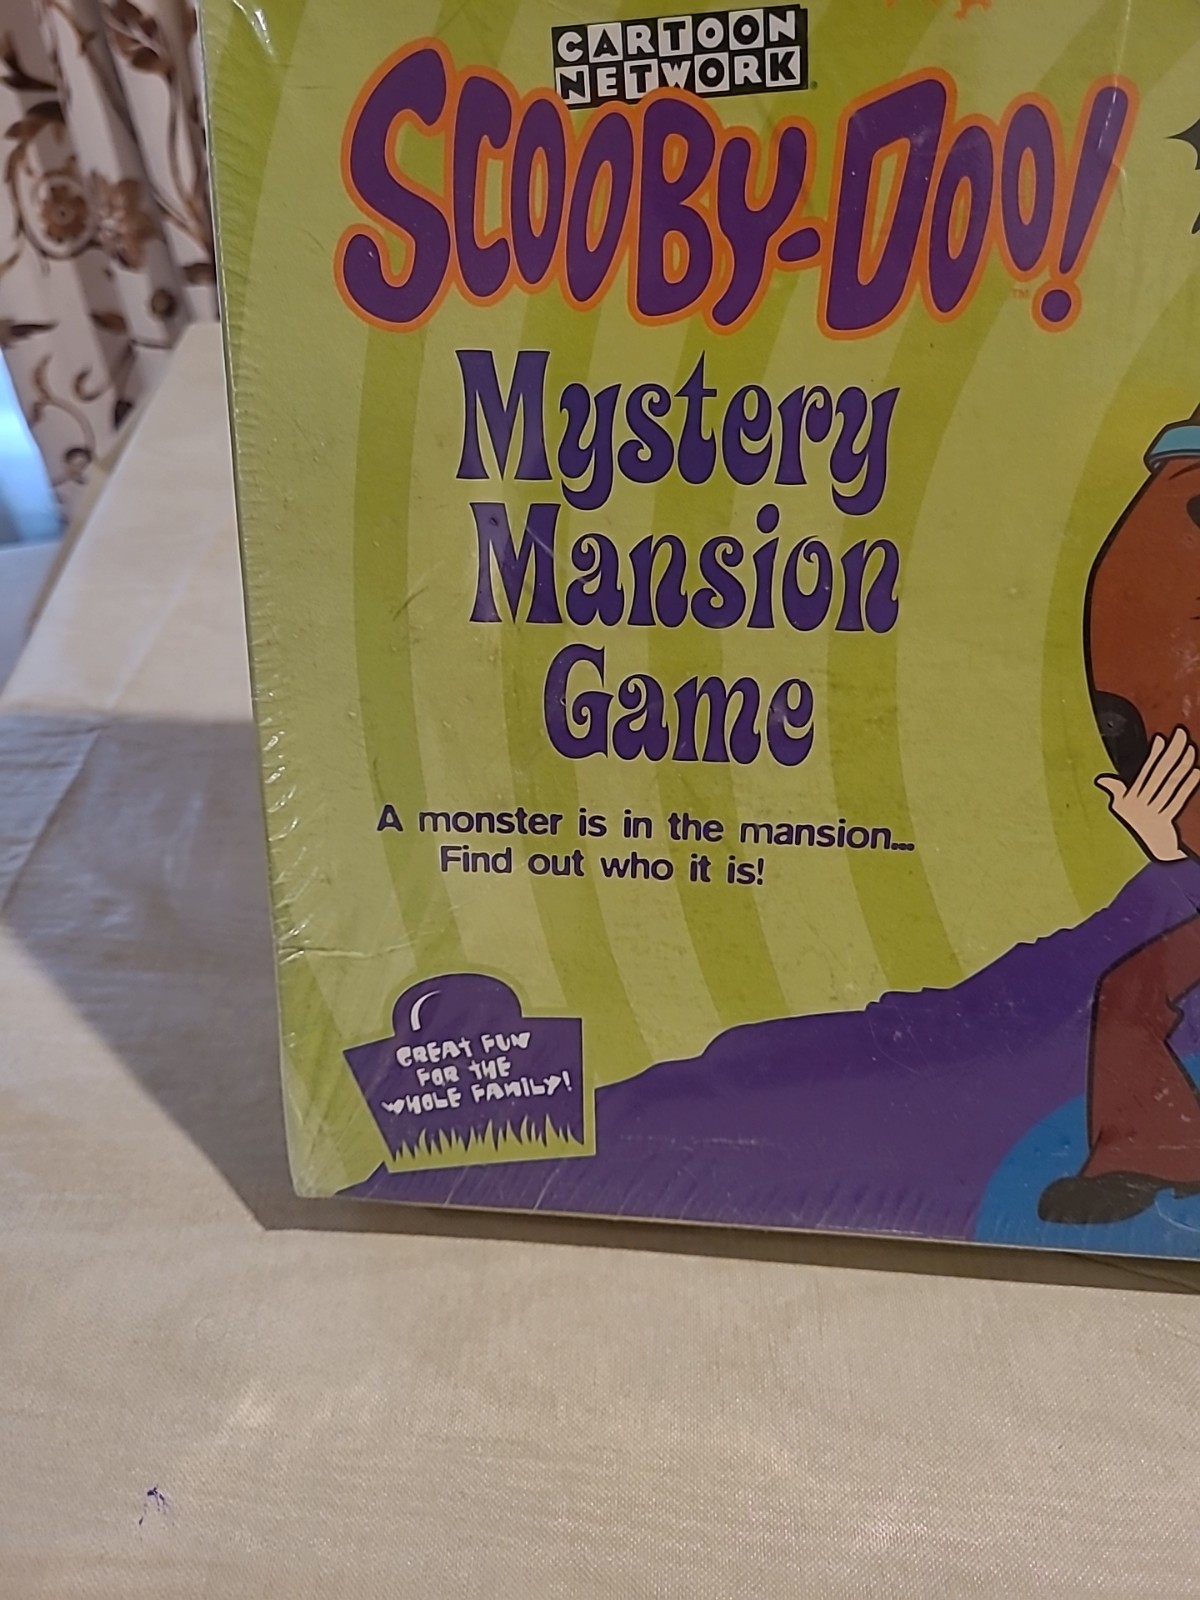 CARTOON
NETWORK
SCOOBY-DOO!
TM
Mystery
Mansion
Game
A monster is in the mansion...
Find out who it is!
GREAT FUN
FOR THE
WHOLE FAMILY!